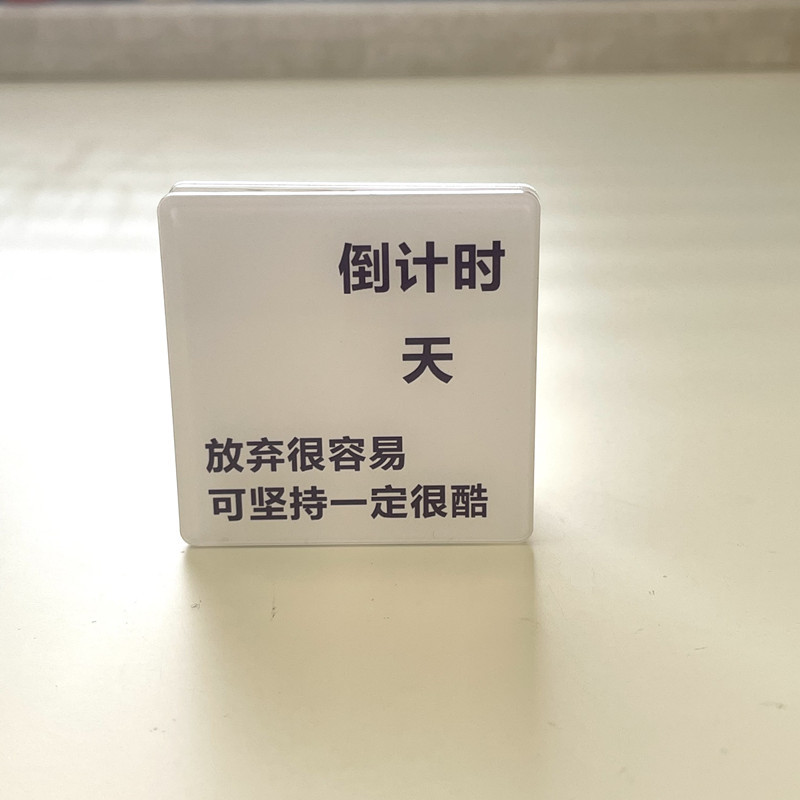 倒计时
天
放弃很容易
可坚持一定很酷